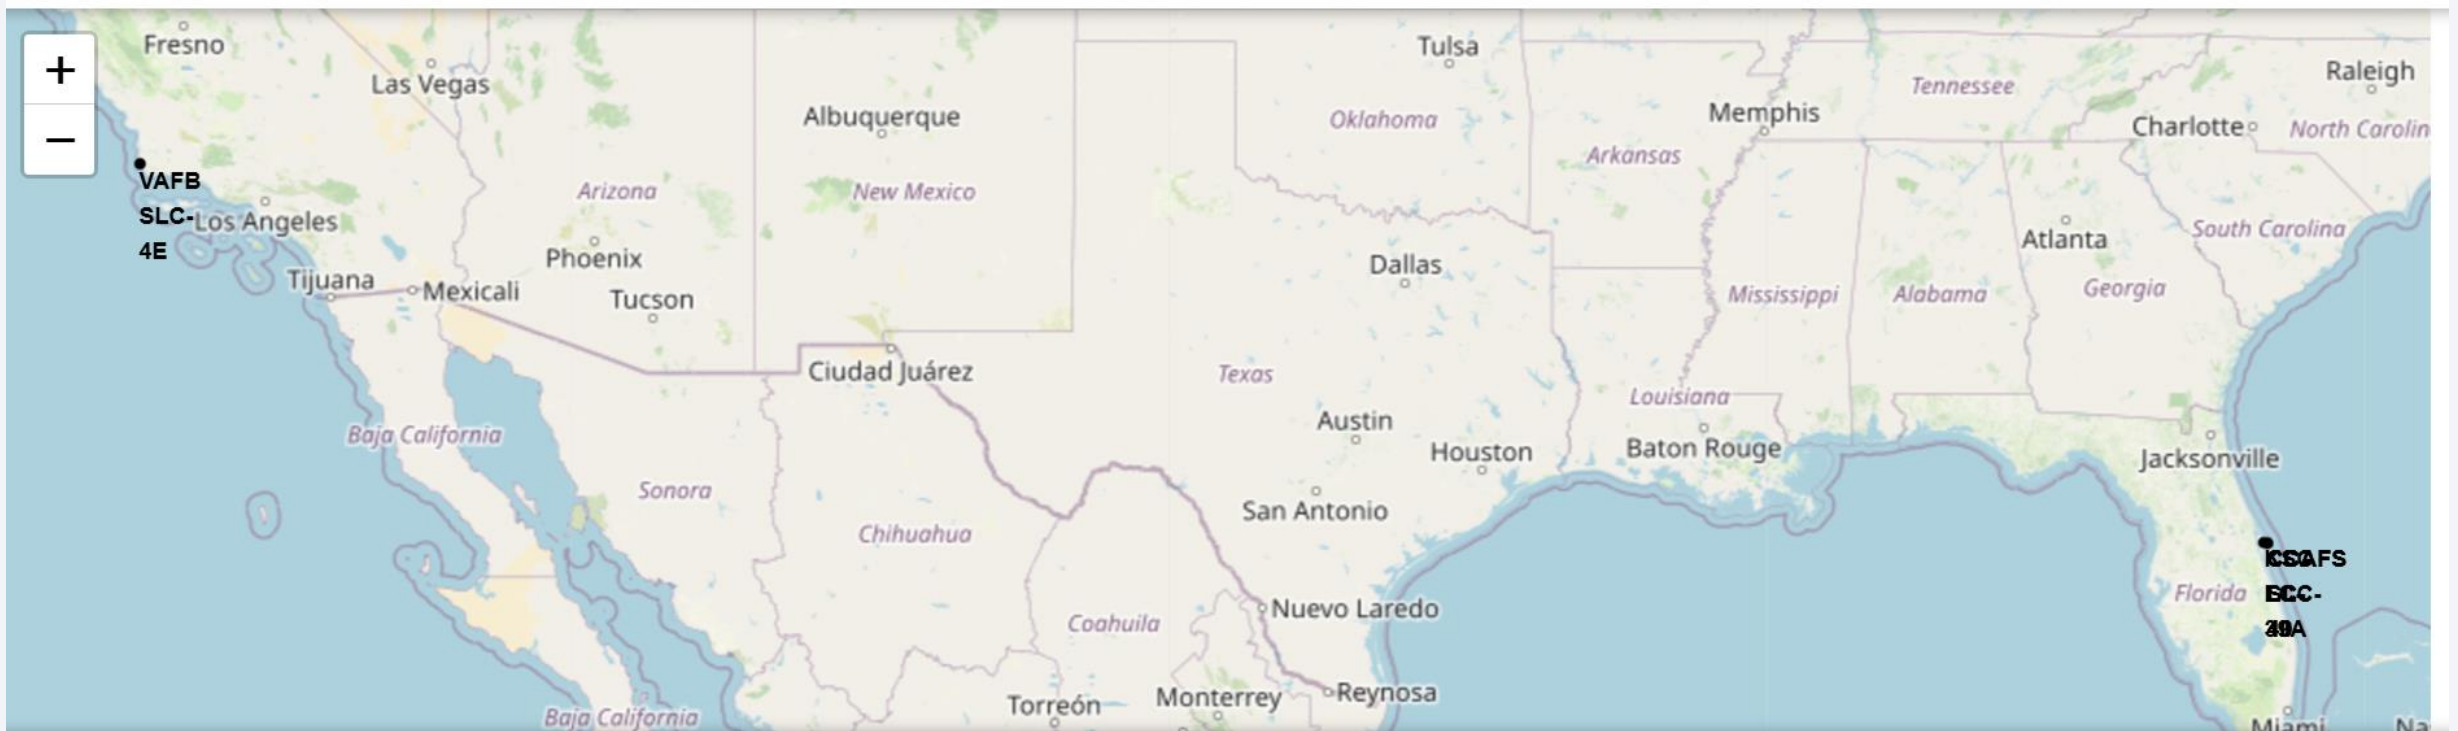 +
−
Fresno
Las Vegas
Albuquerque
Tulsa
Oklahoma
Memphis
Arkansas
Tennessee
Raleigh
Charlotte
North Carolin
VAFB
SLC-
4E
Los Angeles
Arizona
New Mexico
Phoenix
Tucson
Tijuana
Mexicali
Dallas
Atlanta
South Carolina
Mississippi
Alabama
Georgia
Ciudad Juárez
Texas
Louisiana
Austin
Houston
Baton Rouge
Jacksonville
Baja California
Sonora
San Antonio
Chihuahua
Florida
Nuevo Laredo
Coahuila
Torreón
Monterrey
Reynosa
Baja California
Miami